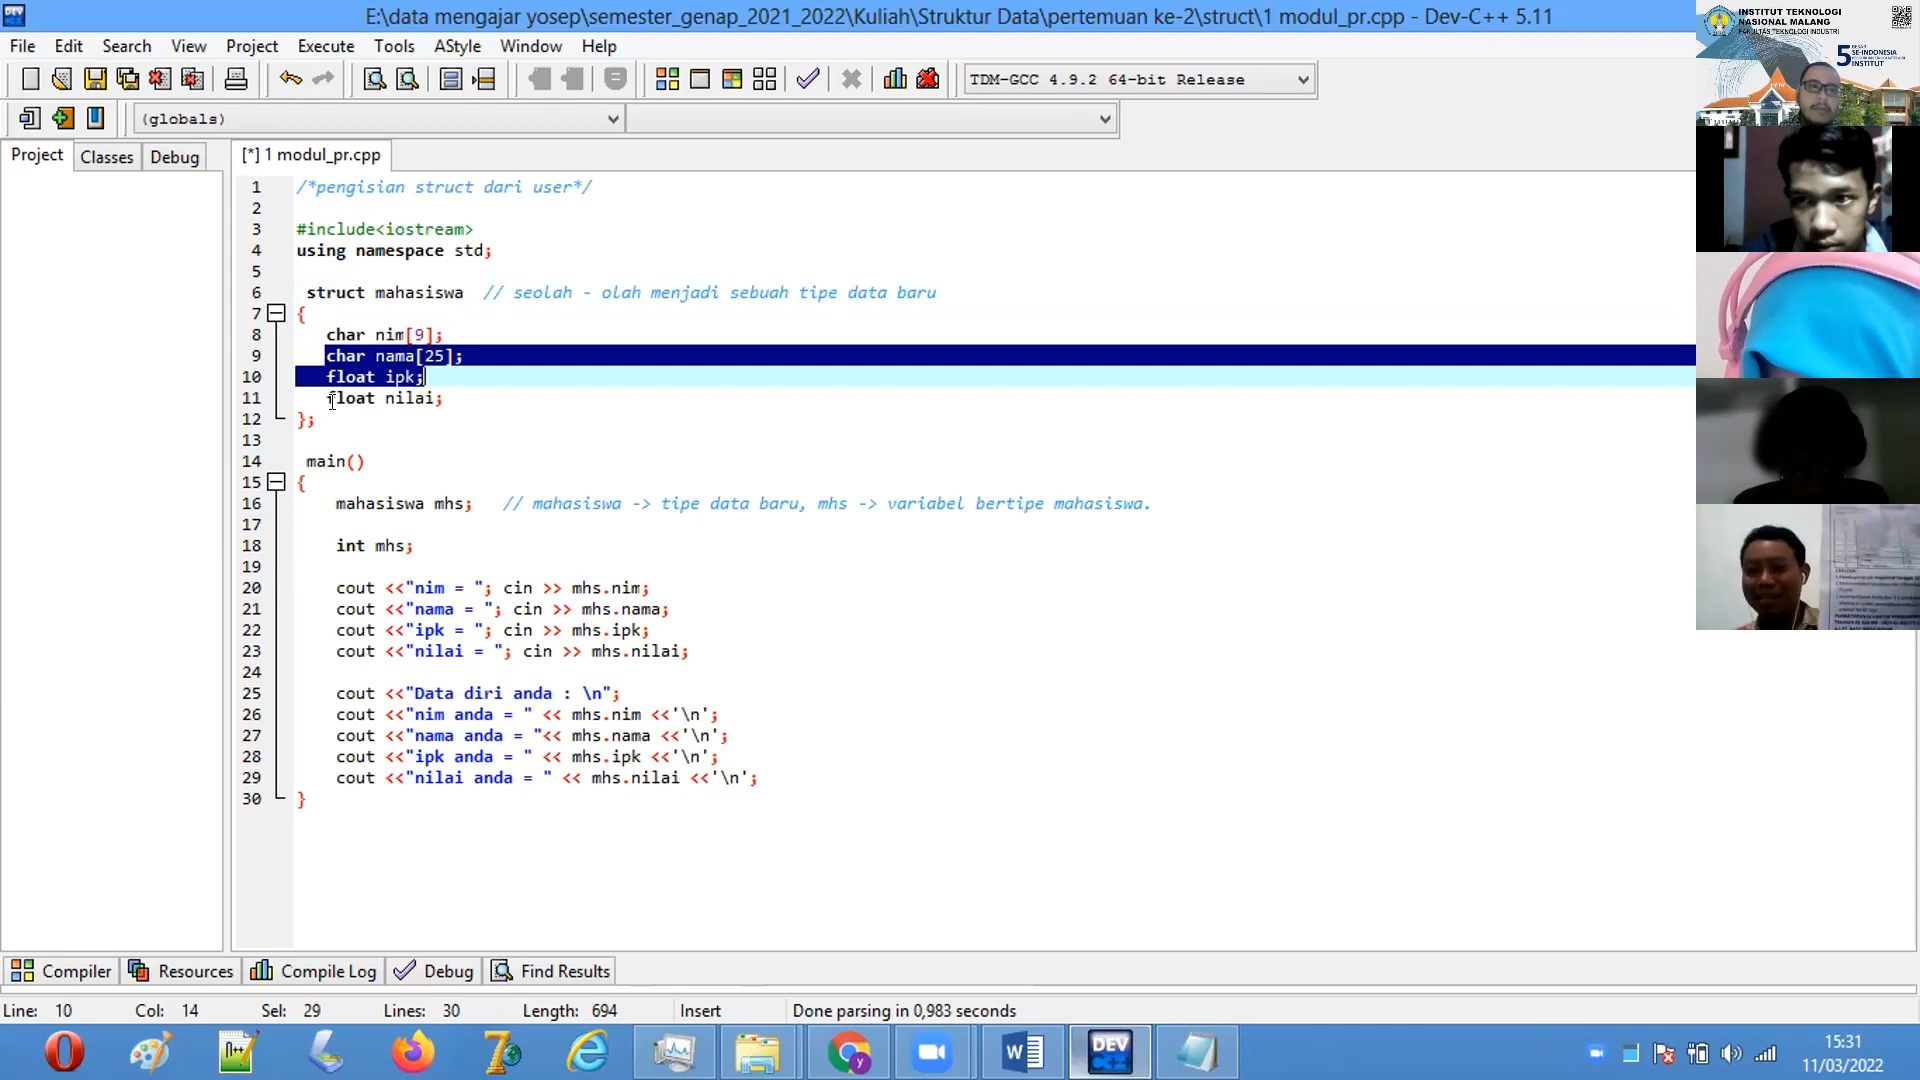 E:\data mengajar yosep\semester_genap_2021_2022\Kuliah\Struktur Data\pertemuan ke-2\struct\1 modul_pr.cpp - Dev-C++ 5.11
File Edit Search View Project Execute Tools AStyle Window Help
TDM-GCC 4.9.2 64-bit Release
(globals)
Project Classes Debug
[*] 1 modul_pr.cpp
1 /*pengisian struct dari user*/
2
3 #include<iostream>
4 using namespace std;
5
6 struct mahasiswa // seolah - olah menjadi sebuah tipe data baru
7 {
8 char nim[9];
9 char nama[25];
10 float ipk;
11 float nilai;
12 };
13
14 main()
15 {
16 mahasiswa mhs; // mahasiswa -> tipe data baru, mhs -> variabel bertipe mahasiswa.
17
18 int mhs;
19
20 cout <<"nim = "; cin >> mhs.nim;
21 cout <<"nama = "; cin >> mhs.nama;
22 cout <<"ipk = "; cin >> mhs.ipk;
23 cout <<"nilai = "; cin >> mhs.nilai;
24
25 cout <<"Data diri anda : \n";
26 cout <<"nim anda = " << mhs.nim <<'\n';
27 cout <<"nama anda = "<< mhs.nama <<'\n';
28 cout <<"ipk anda = " << mhs.ipk <<'\n';
29 cout <<"nilai anda = " << mhs.nilai <<'\n';
30 }
Compiler Resources Compile Log Debug Find Results
Line: 10 Col: 14 Sel: 29 Lines: 30 Length: 694 Insert Done parsing in 0,983 seconds
15:31
11/03/2022
INSTITUT TEKNOLOGI
NASIONAL MALANG
FAKULTAS TEKNOLOGI INDUSTRI
5 BESAR
SE-INDONESIA
INSTITUT
n++
7
W
DEV
C++
y